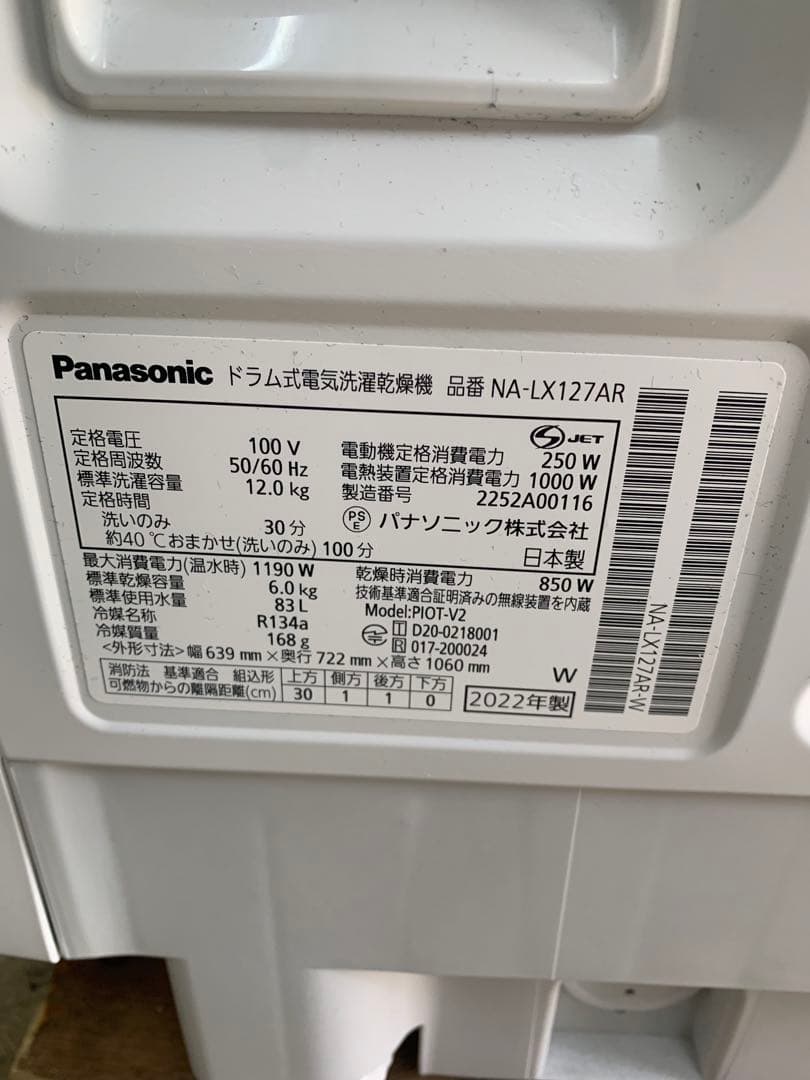 Panasonic ドラム式電気洗濯乾燥機 品番 NA-LX127AR
定格電圧 100 V
定格周波数 50/60 Hz
標準洗濯容量 12.0 kg
定格時間
洗いのみ 30 分
約40℃おまかせ(洗いのみ) 100 分
JET
電動機定格消費電力 250 W
電熱装置定格消費電力 1000 W
製造番号 2252A00116
PSE パナソニック株式会社
日本製
最大消費電力(温水時) 1190 W
標準乾燥容量 6.0 kg
標準使用水量 83 L
冷媒名称 R134a
冷媒質量 168 g
乾燥時消費電力 850 W
技術基準適合証明済みの無線装置を内蔵
Model:PIOT-V2
T D20-0218001
R 017-200024
<外形寸法>幅 639 mm×奥行 722 mm×高さ 1060 mm
消防法 基準適合 組込形 上方 側方 後方 下方
可燃物からの離隔距離(cm) 30 1 1 0
W
2022年製
NA-LX127AR-W